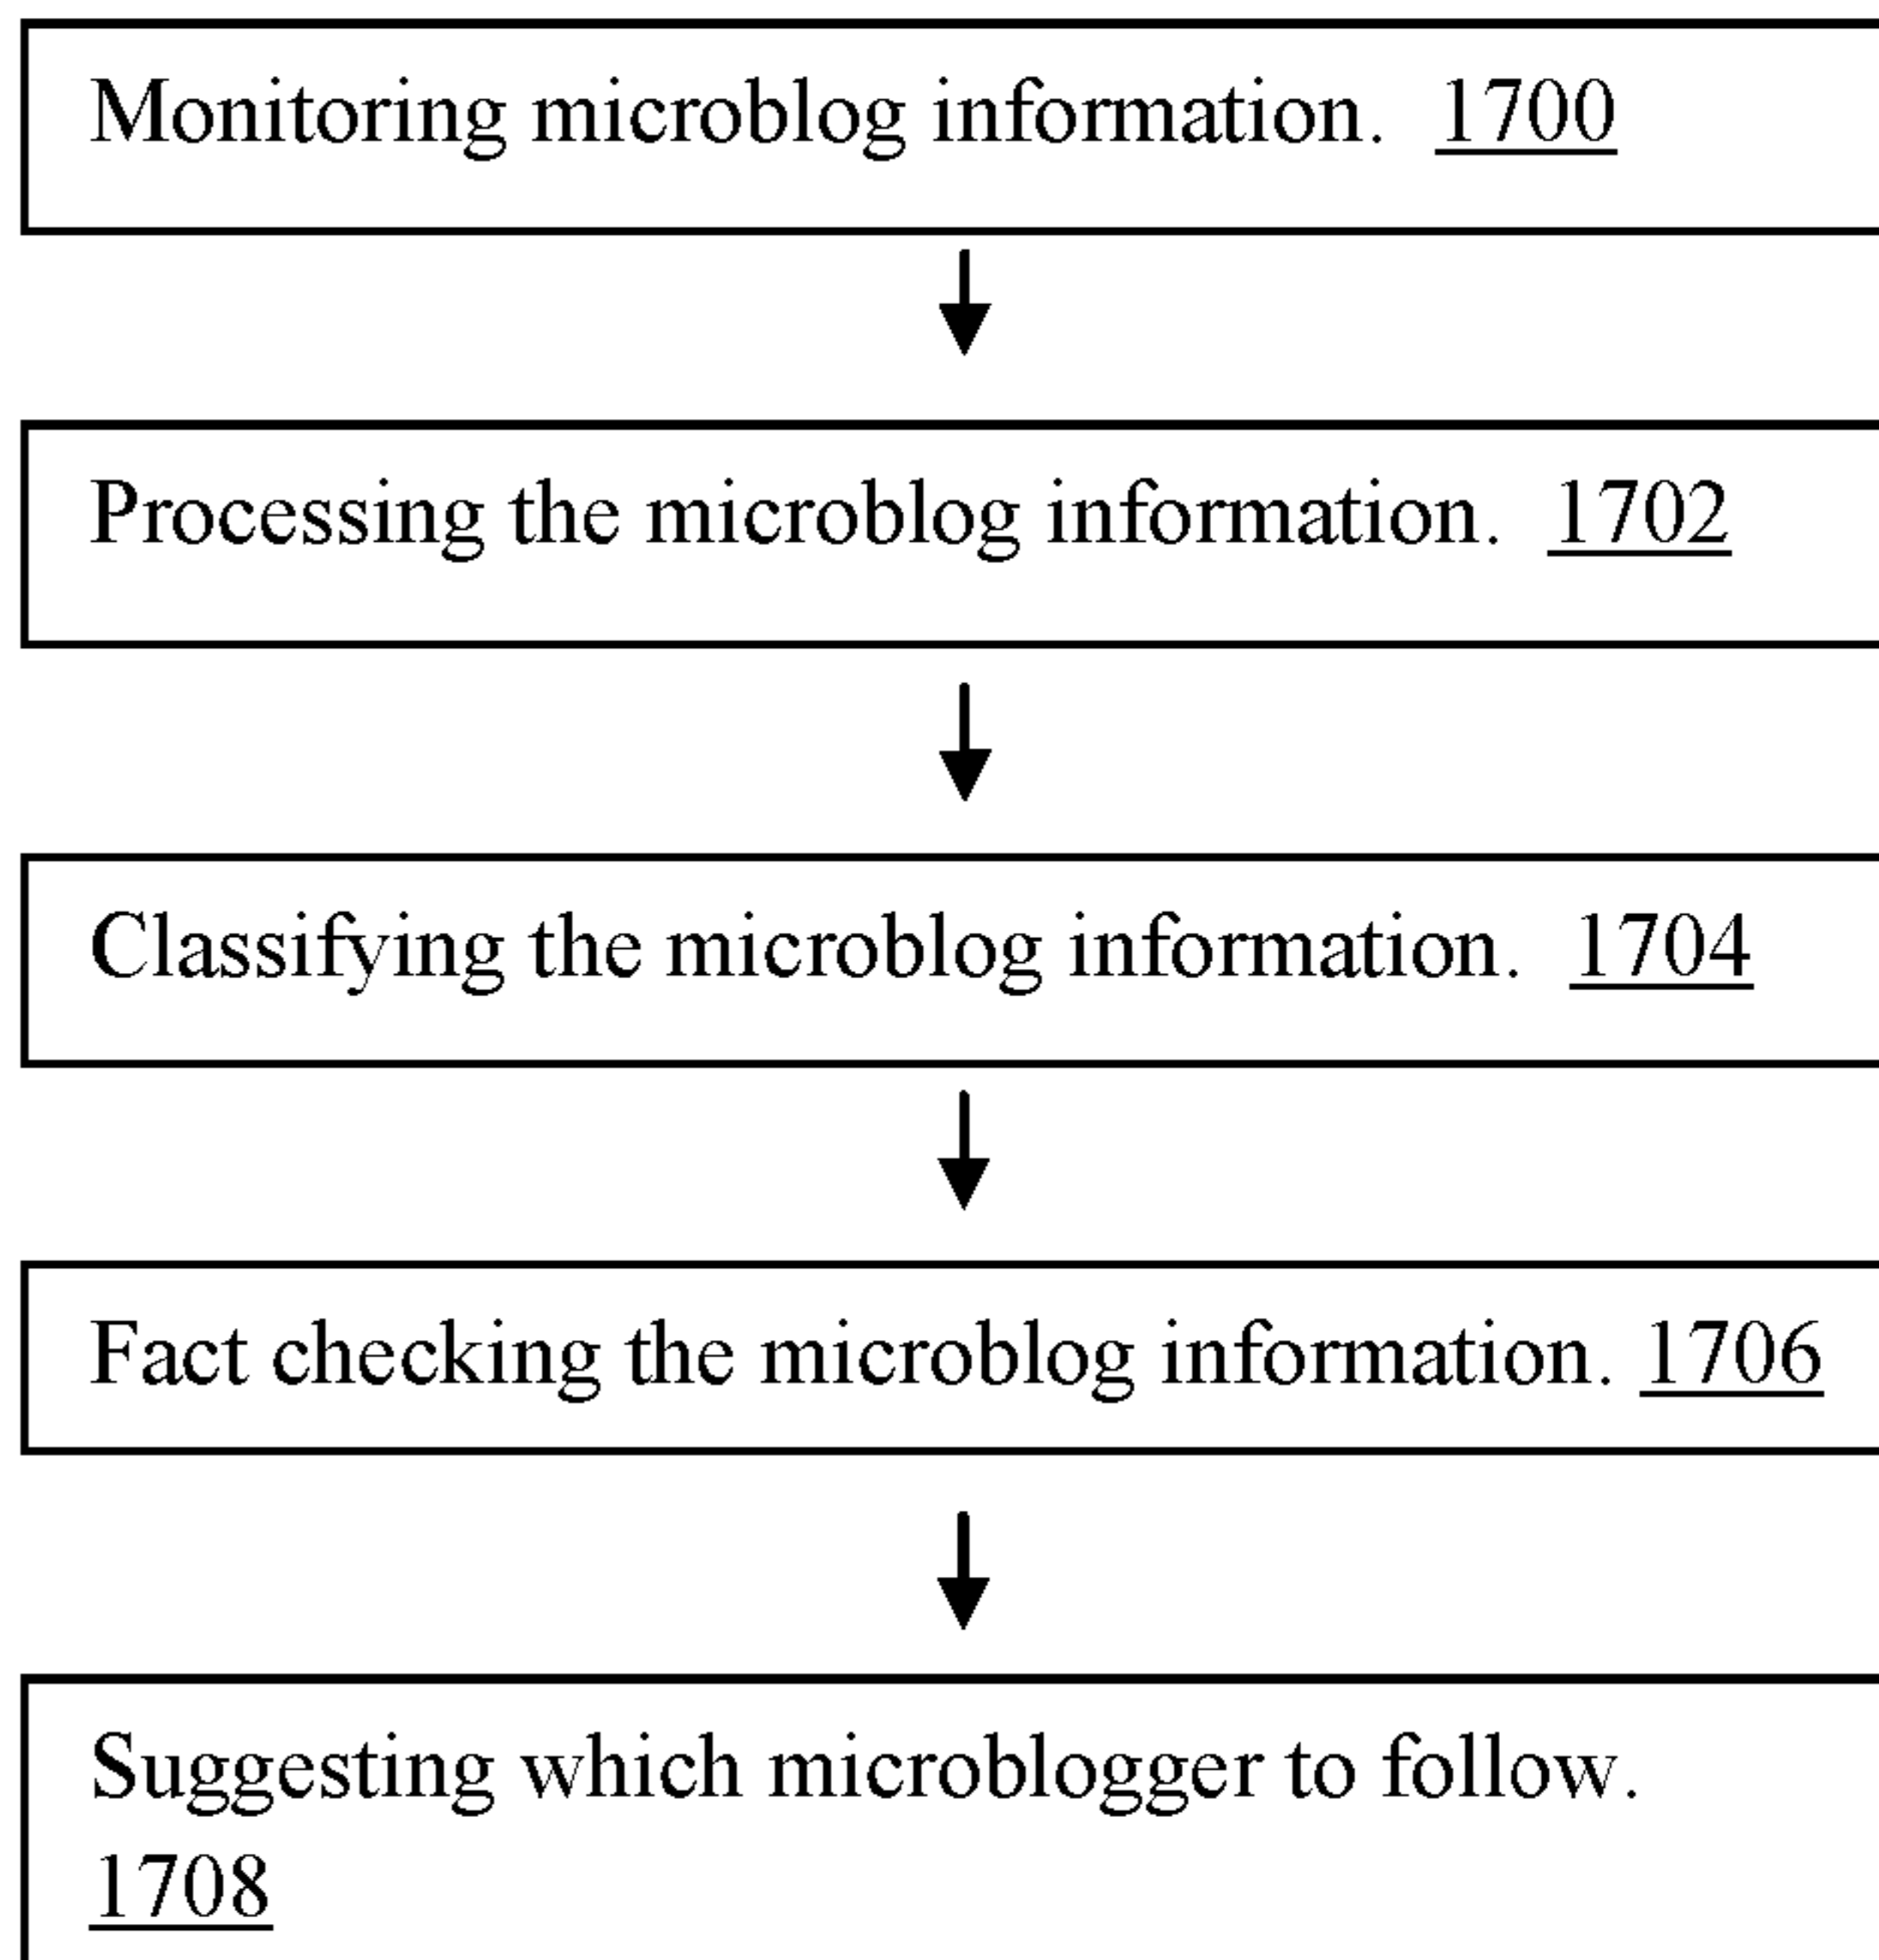 Monitoring microblog information. 1700
Processing the microblog information. 1702
Classifying the microblog information. 1704
Fact checking the microblog information. 1706
Suggesting which microblogger to follow.
1708